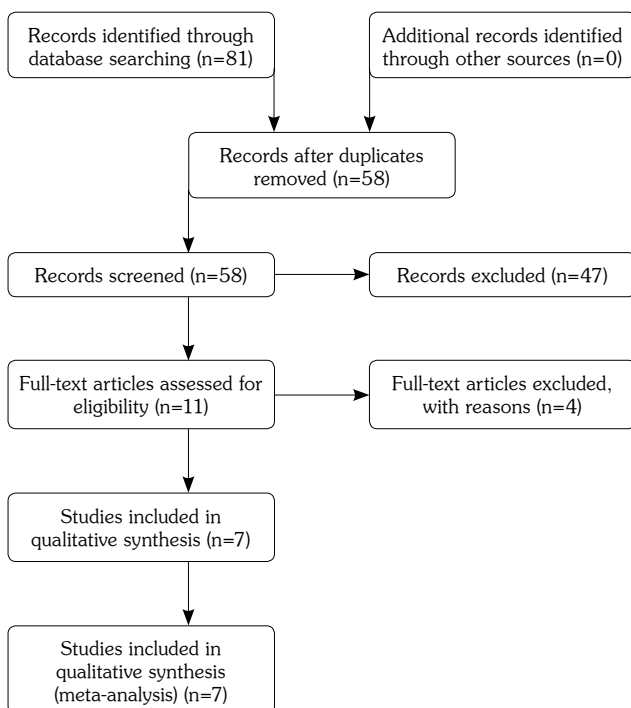 Records identified through
database searching (n=81)
Additional records identified
through other sources (n=0)
Records after duplicates
removed (n=58)
Records screened (n=58)
Records excluded (n=47)
Full-text articles assessed for
eligibility (n=11)
Full-text articles excluded,
with reasons (n=4)
Studies included in
qualitative synthesis (n=7)
Studies included in
qualitative synthesis
(meta-analysis) (n=7)